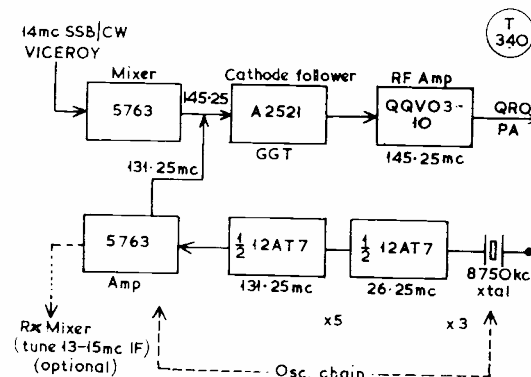 14mc SSB/CW
VICEROY
T
340
Mixer
Cathode follower
RF Amp
5763
145·25
A2521
QQVO3-
10
QRO
PA
GGT
145·25mc
131·25mc
5763
½ 12AT7
½ 12AT7
8750kc
xtal
Amp
131·25mc
26·25mc
x5
x3
Rx Mixer
(tune 13-15mc IF)
(optional)
Osc. chain